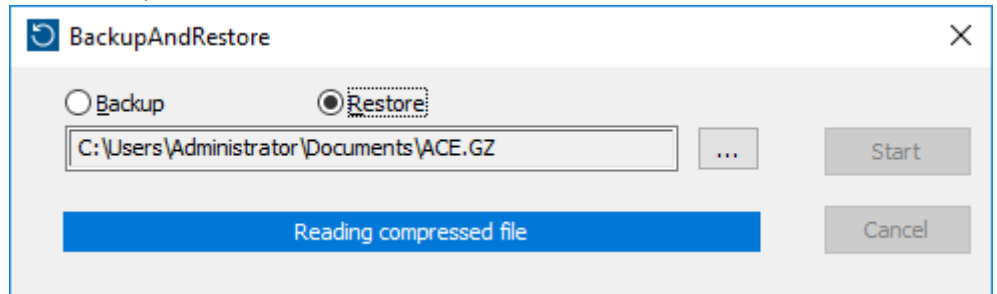 BackupAndRestore
Backup Restore
C:\Users\Administrator\Documents\ACE.GZ ... Start
Reading compressed file Cancel